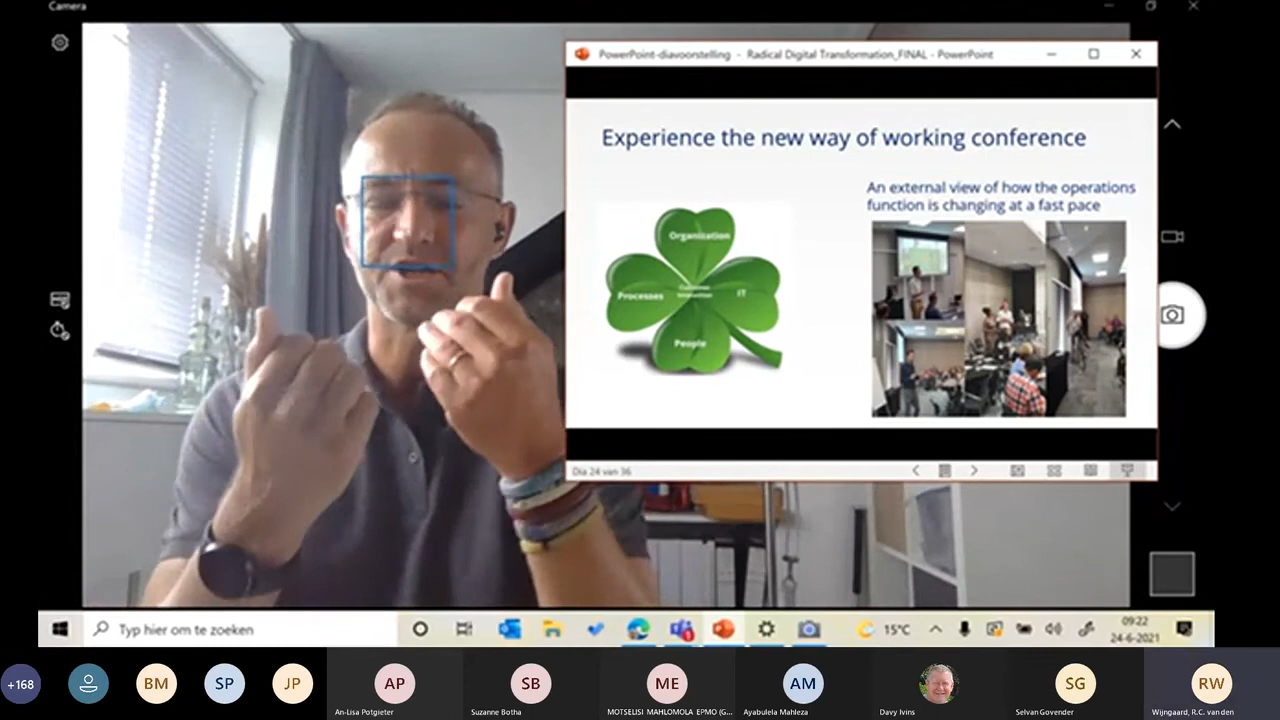 Camera
PowerPoint-diavoorstelling - Radical Digital Transformation_FINAL - PowerPoint
Experience the new way of working conference
An external view of how the operations
function is changing at a fast pace
Organization
Processes
IT
People
Dia 24 van 36
Typ hier om te zoeken
15°C
09:22
24-6-2021
+168
BM
SP
JP
AP
An-Lisa Potgieter
SB
Suzanne Botha
ME
MOTSELISI MAHLOMOLA EPMO (G...
AM
Ayabulela Mahleza
Davy Ivins
SG
Selvan Govender
RW
Wijngaard, R.C. van den